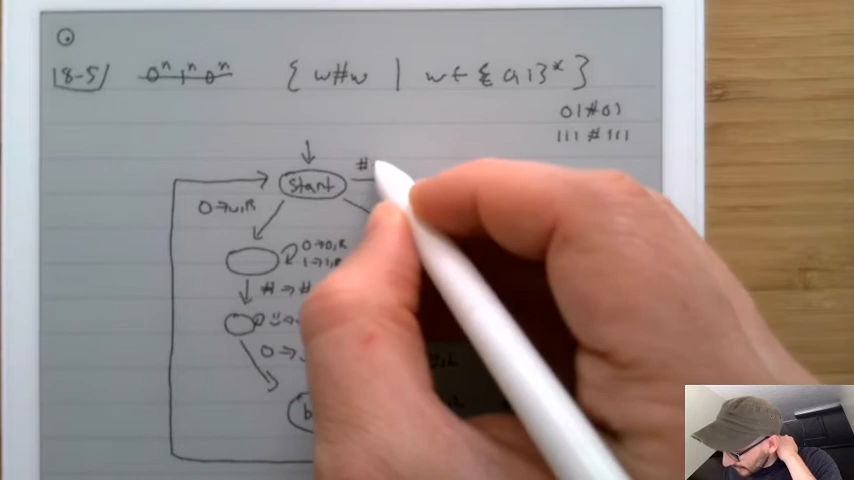 18-5/ 0ⁿ1ⁿ0ⁿ { w#w | w ∈ {0,1}* }
01#01
111#111
#
start
0→⊔,R
0→0,R
1→1,R
# → #
0→
b